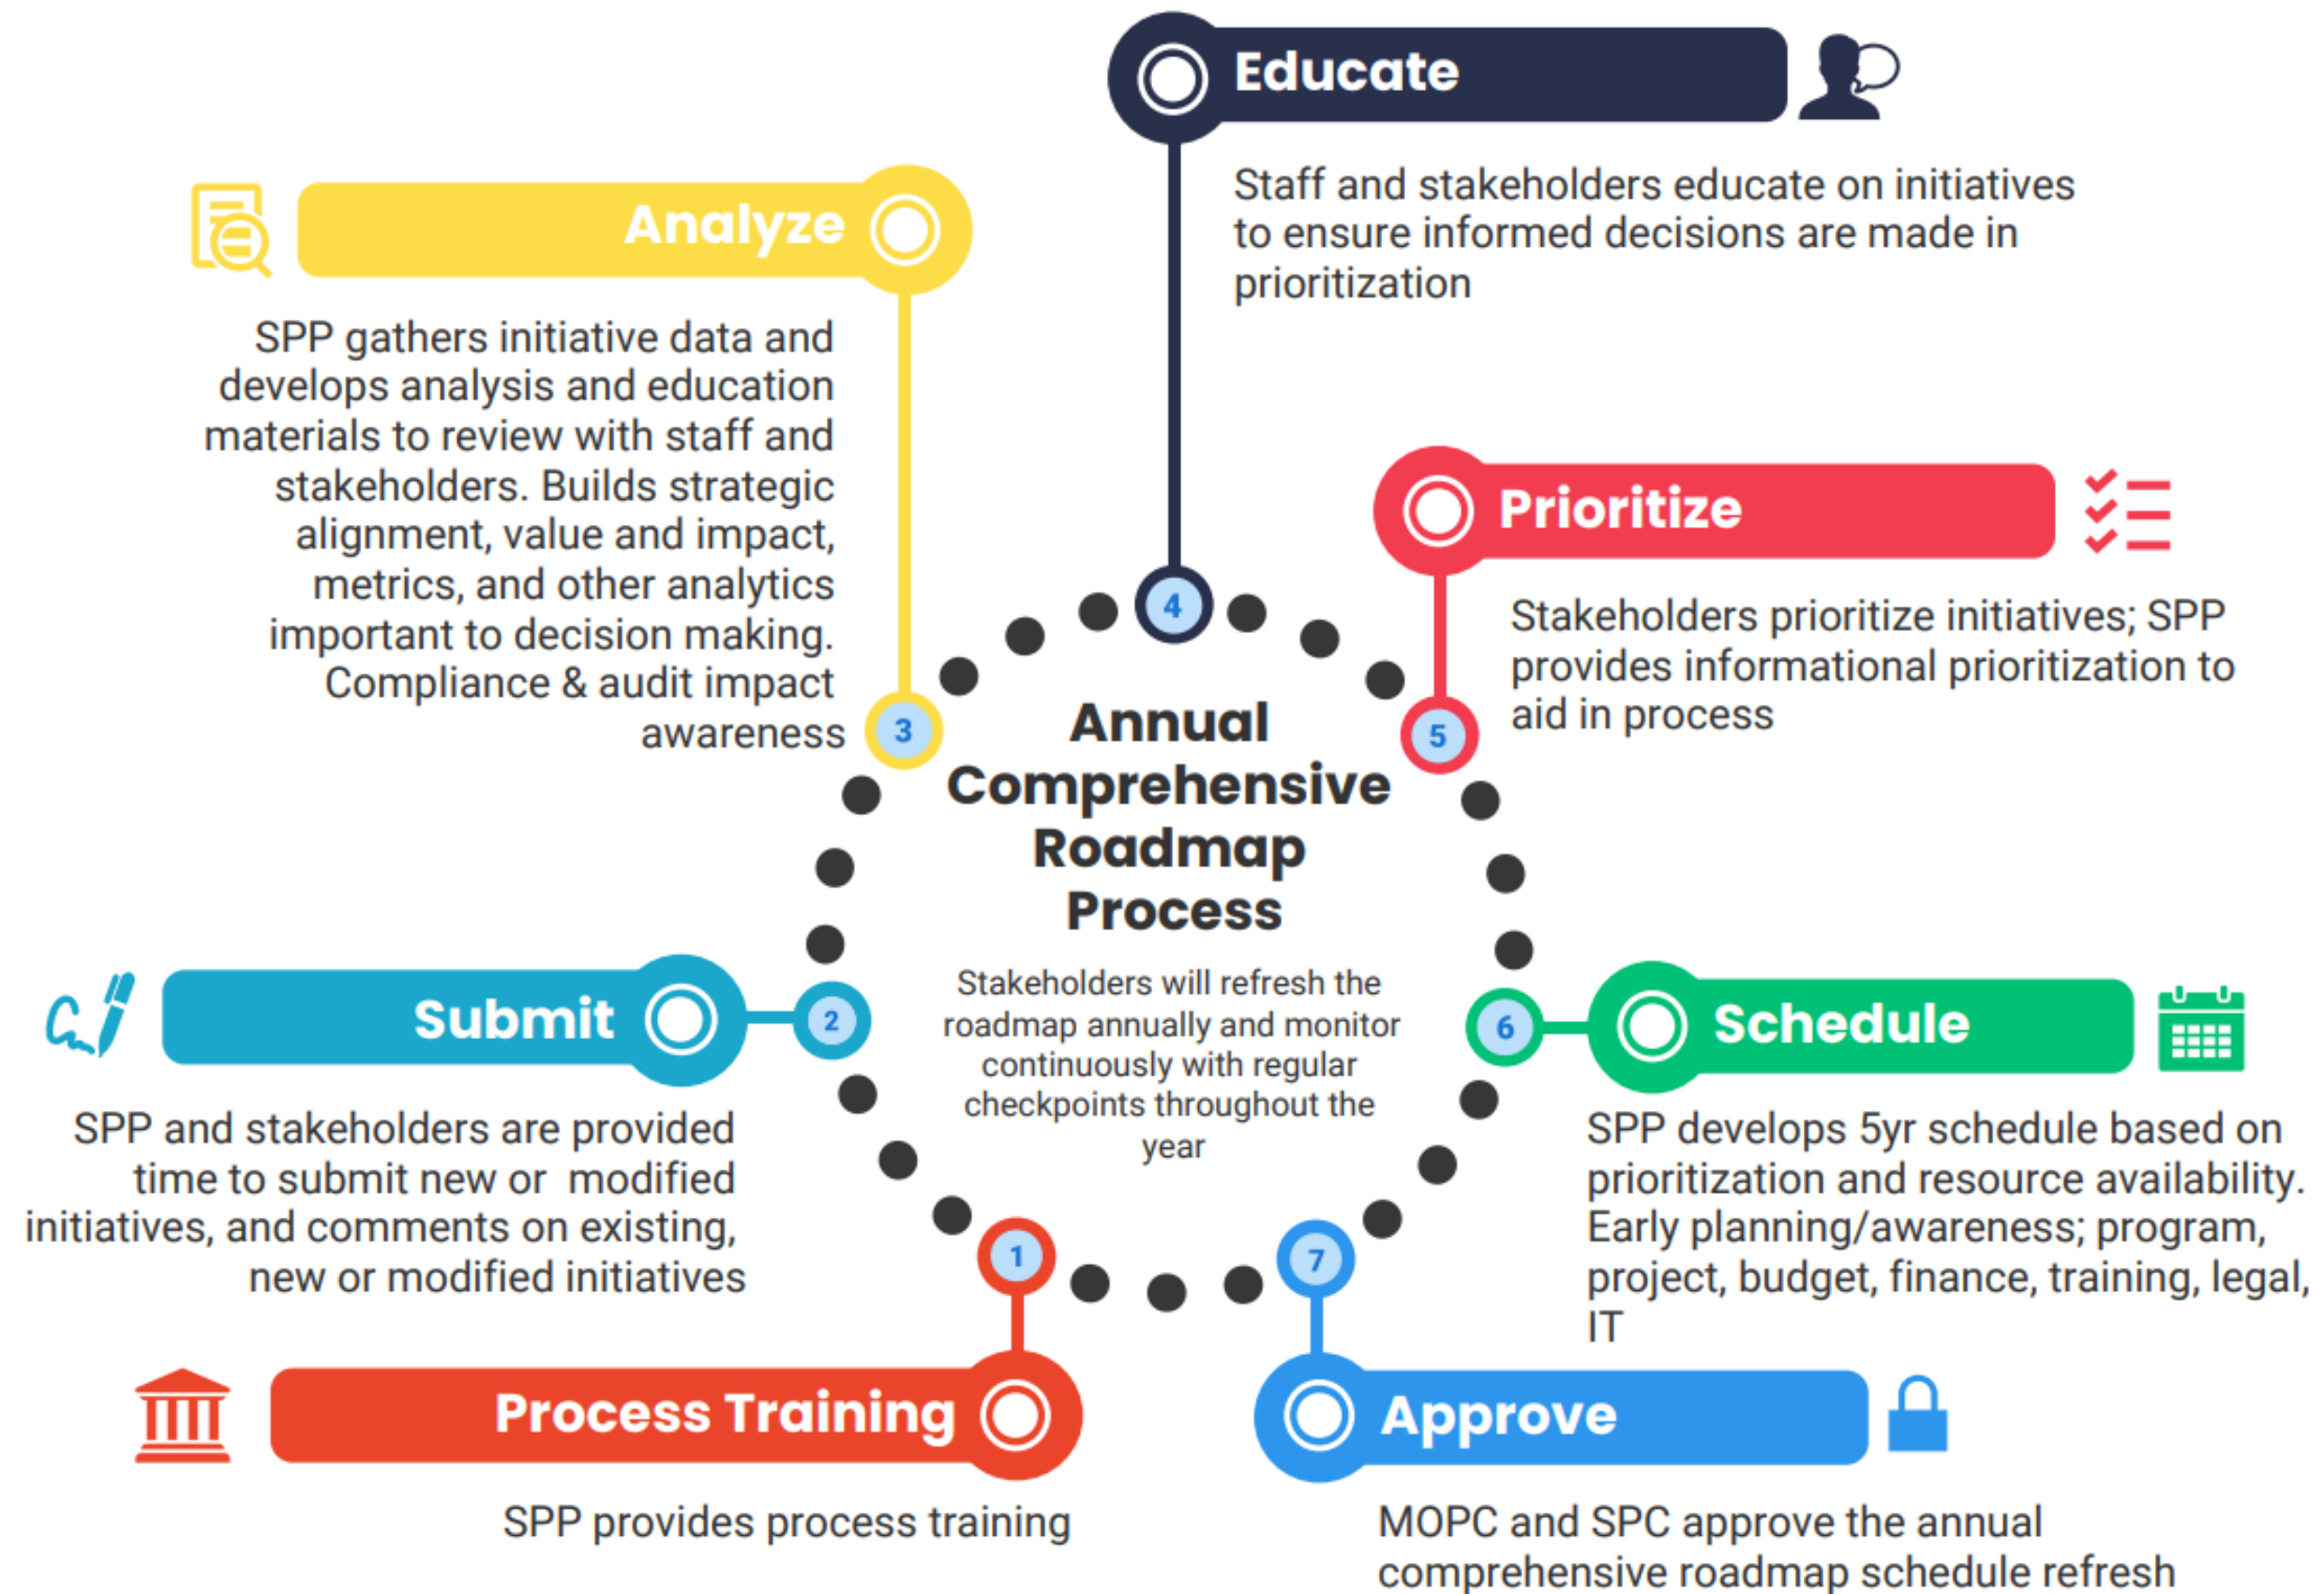 Educate
Staff and stakeholders educate on initiatives
to ensure informed decisions are made in
prioritization
Analyze
SPP gathers initiative data and
develops analysis and education
materials to review with staff and
stakeholders. Builds strategic
alignment, value and impact,
metrics, and other analytics
important to decision making.
Compliance & audit impact
awareness
Prioritize
Stakeholders prioritize initiatives; SPP
provides informational prioritization to
aid in process
4
3
5
Annual
Comprehensive
Roadmap
Process
Stakeholders will refresh the
roadmap annually and monitor
continuously with regular
checkpoints throughout the
year
Submit
2
SPP and stakeholders are provided
time to submit new or modified
initiatives, and comments on existing,
new or modified initiatives
6
Schedule
SPP develops 5yr schedule based on
prioritization and resource availability.
Early planning/awareness; program,
project, budget, finance, training, legal,
IT
1
7
Process Training
SPP provides process training
Approve
MOPC and SPC approve the annual
comprehensive roadmap schedule refresh